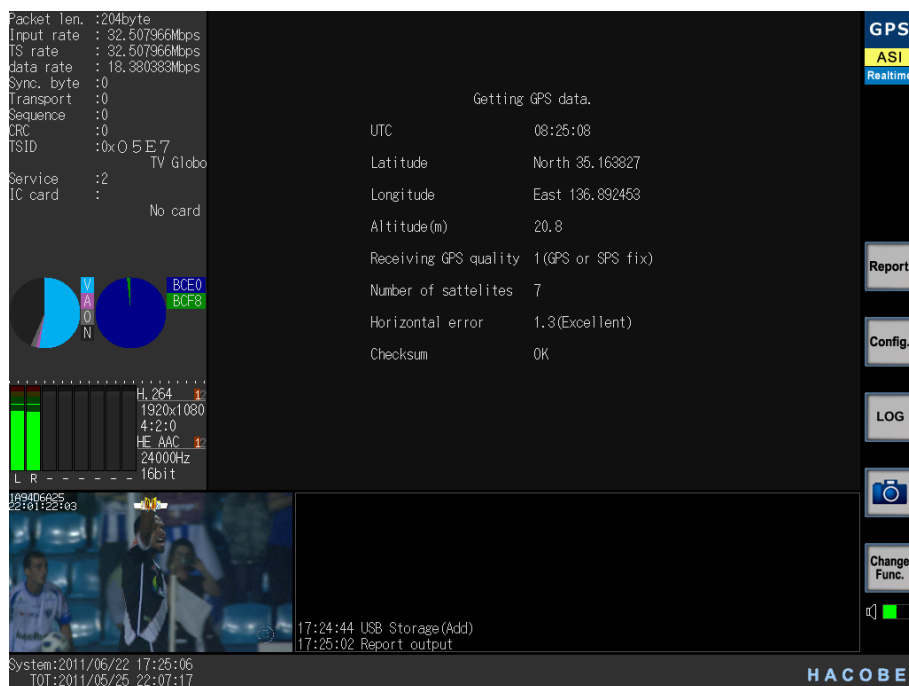 Packet len. :204byte
Input rate : 32.507966Mbps
TS rate : 32.507966Mbps
data rate : 18.380383Mbps
Sync. byte :0
Transport :0
Sequence :0
CRC :0
TSID :0x05E7
TV Globo
Service :2
IC card :
No card
V
A
O
N
BCE0
BCF8
H.264 12
1920x1080
4:2:0
HE AAC 12
24000Hz
16bit
L R - - - - - -
Getting GPS data.
UTC 08:25:08
Latitude North 35.163827
Longitude East 136.892453
Altitude(m) 20.8
Receiving GPS quality 1(GPS or SPS fix)
Number of sattelites 7
Horizontal error 1.3(Excellent)
Checksum OK
GPS
ASI
Realtime
Report
Config.
LOG
Change
Func.
1A94D6A25
22:01:22:03
17:24:44 USB Storage(Add)
17:25:02 Report output
System:2011/06/22 17:25:06
TOT:2011/05/25 22:07:17
HACOBE